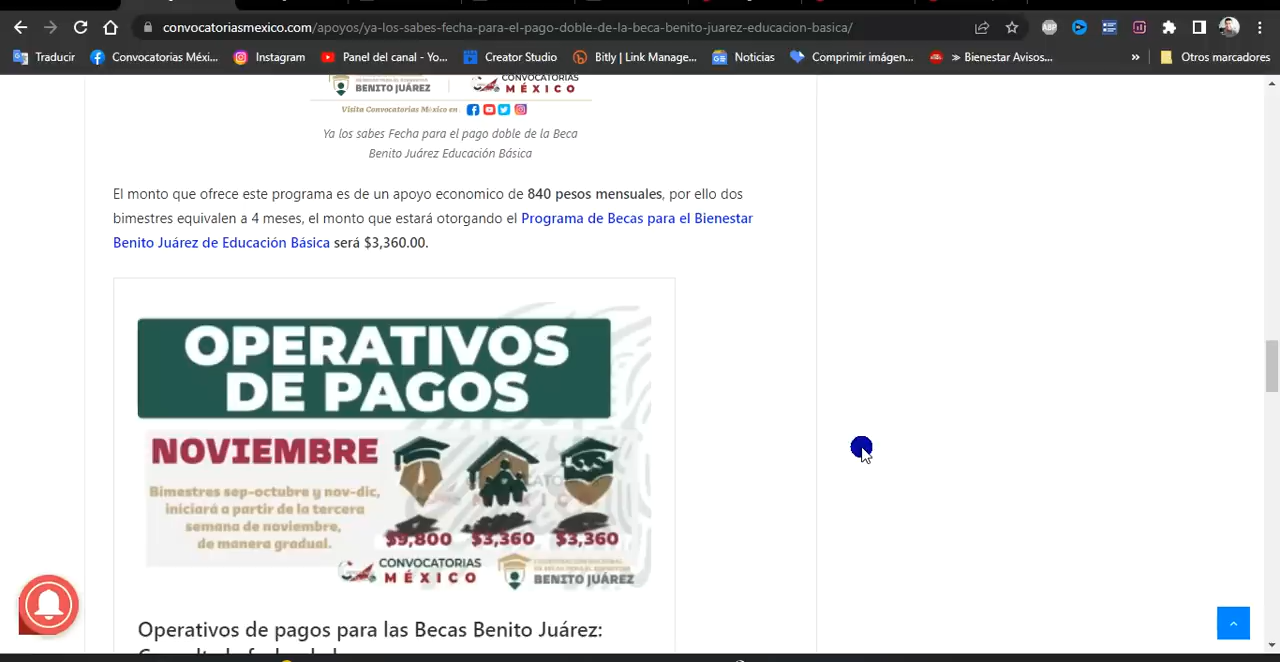 convocatoriasmexico.com/apoyos/ya-los-sabes-fecha-para-el-pago-doble-de-la-beca-benito-juarez-educacion-basica/
Traducir Convocatorias Méxi... Instagram Panel del canal - Yo... Creator Studio Bitly | Link Manage... Noticias Comprimir imágen... » Bienestar Avisos... » Otros marcadores
BENITO JUÁREZ
CONVOCATORIAS
MÉXICO
Visita Convocatorias México en
Ya los sabes Fecha para el pago doble de la Beca
Benito Juárez Educación Básica
El monto que ofrece este programa es de un apoyo economico de 840 pesos mensuales, por ello dos
bimestres equivalen a 4 meses, el monto que estará otorgando el Programa de Becas para el Bienestar
Benito Juárez de Educación Básica será $3,360.00.
OPERATIVOS
DE PAGOS
NOVIEMBRE
Bimestres sep-octubre y nov-dic,
iniciará a partir de la tercera
semana de noviembre,
de manera gradual.
$9,800 $3,360 $3,360
CONVOCATORIAS
MÉXICO
BENITO JUÁREZ
Operativos de pagos para las Becas Benito Juárez: